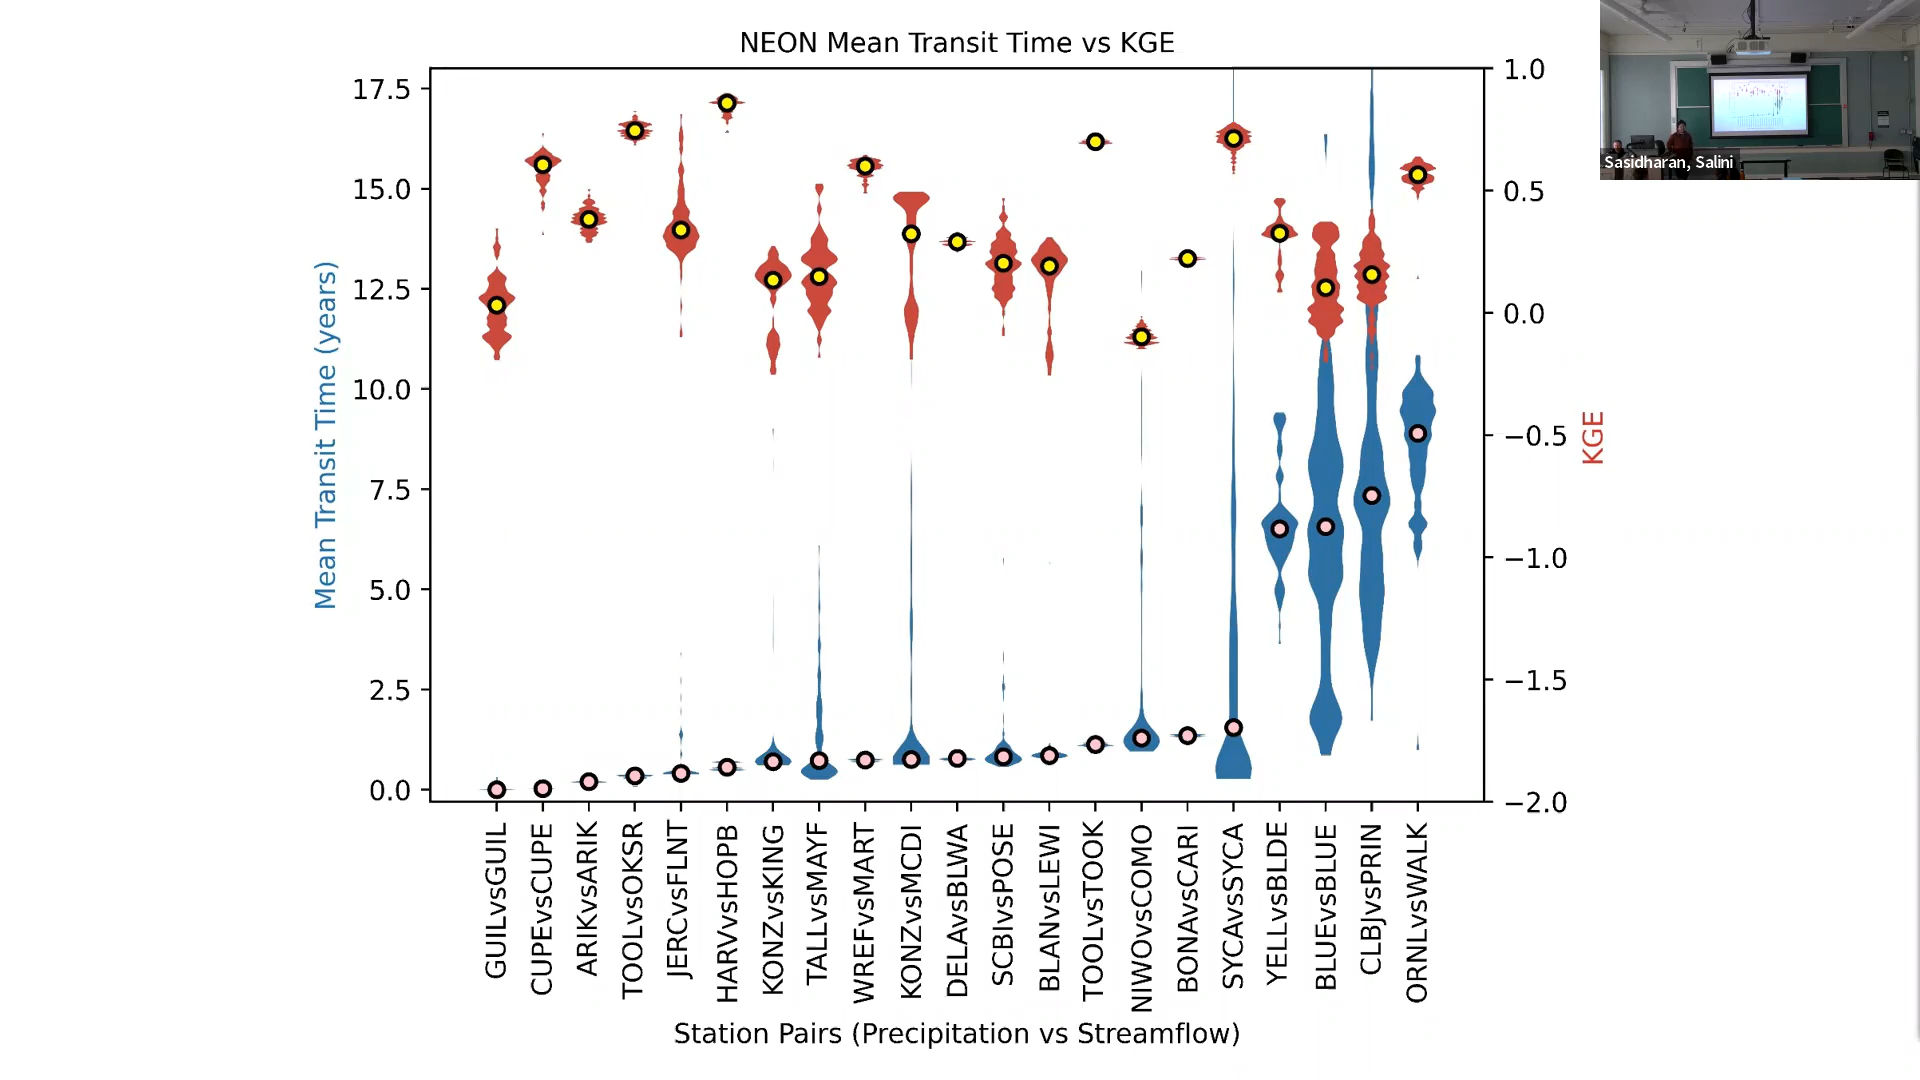 NEON Mean Transit Time vs KGE
Mean Transit Time (years)
17.5
15.0
12.5
10.0
7.5
5.0
2.5
0.0
1.0
0.5
0.0
−0.5
−1.0
−1.5
−2.0
KGE
GUILvsGUIL
CUPEvsCUPE
ARIKvsARIK
TOOLvsOKSR
JERCvsFLNT
HARVvsHOPB
KONZvsKING
TALLvsMAYF
WREFvsMART
KONZvsMCDI
DELAvsBLWA
SCBIvsPOSE
BLANvsLEWI
TOOLvsTOOK
NIWOvsCOMO
BONAvsCARI
SYCAvsSYCA
YELLvsBLDE
BLUEvsBLUE
CLBJvsPRIN
ORNLvsWALK
Station Pairs (Precipitation vs Streamflow)
Sasidharan, Salini